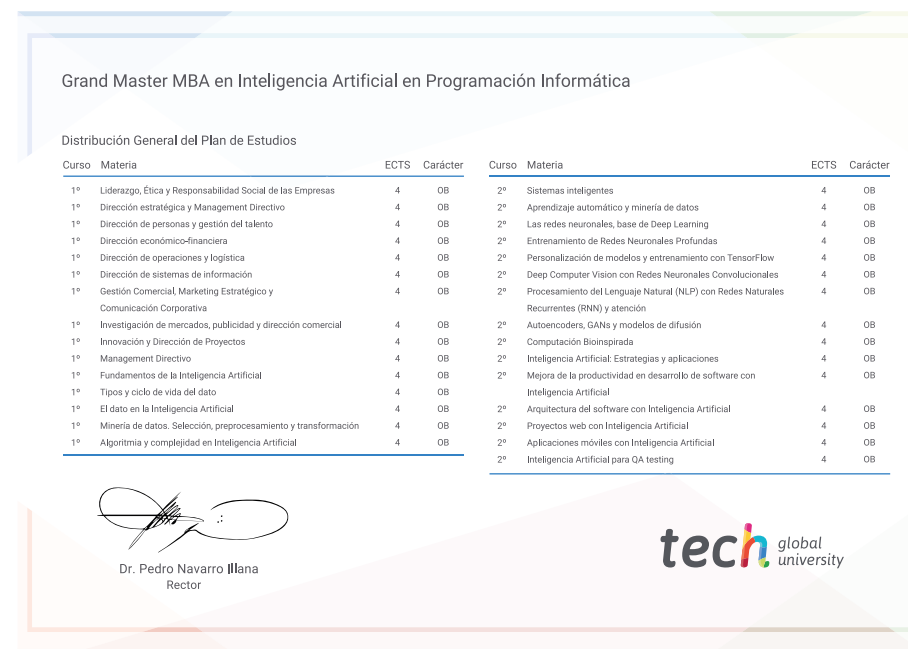 Grand Master MBA en Inteligencia Artificial en Programación Informática
Distribución General del Plan de Estudios
Curso Materia ECTS Carácter
1º Liderazgo, Ética y Responsabilidad Social de las Empresas 4 OB
1º Dirección estratégica y Management Directivo 4 OB
1º Dirección de personas y gestión del talento 4 OB
1º Dirección económico-financiera 4 OB
1º Dirección de operaciones y logística 4 OB
1º Dirección de sistemas de información 4 OB
1º Gestión Comercial, Marketing Estratégico y 4 OB
Comunicación Corporativa
1º Investigación de mercados, publicidad y dirección comercial 4 OB
1º Innovación y Dirección de Proyectos 4 OB
1º Management Directivo 4 OB
1º Fundamentos de la Inteligencia Artificial 4 OB
1º Tipos y ciclo de vida del dato 4 OB
1º El dato en la Inteligencia Artificial 4 OB
1º Minería de datos. Selección, preprocesamiento y transformación 4 OB
1º Algoritmia y complejidad en Inteligencia Artificial 4 OB
Curso Materia ECTS Carácter
2º Sistemas inteligentes 4 OB
2º Aprendizaje automático y minería de datos 4 OB
2º Las redes neuronales, base de Deep Learning 4 OB
2º Entrenamiento de Redes Neuronales Profundas 4 OB
2º Personalización de modelos y entrenamiento con TensorFlow 4 OB
2º Deep Computer Vision con Redes Neuronales Convolucionales 4 OB
2º Procesamiento del Lenguaje Natural (NLP) con Redes Naturales 4 OB
Recurrentes (RNN) y atención
2º Autoencoders, GANs y modelos de difusión 4 OB
2º Computación Bioinspirada 4 OB
2º Inteligencia Artificial: Estrategias y aplicaciones 4 OB
2º Mejora de la productividad en desarrollo de software con 4 OB
Inteligencia Artificial
2º Arquitectura del software con Inteligencia Artificial 4 OB
2º Proyectos web con Inteligencia Artificial 4 OB
2º Aplicaciones móviles con Inteligencia Artificial 4 OB
2º Inteligencia Artificial para QA testing 4 OB
Dr. Pedro Navarro Illana
Rector
tech global
university